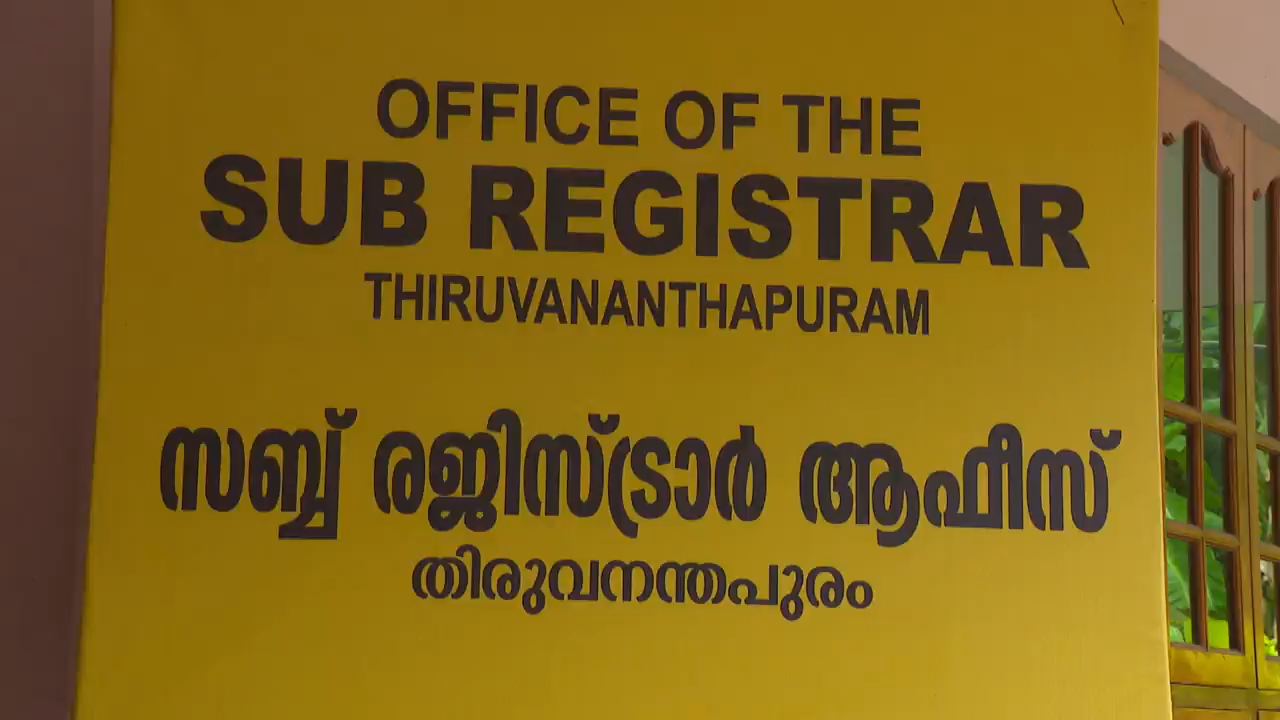 OFFICE OF THE
SUB REGISTRAR
THIRUVANANTHAPURAM
സബ്ബ് രജിസ്ട്രാർ ആഫീസ്
തിരുവനന്തപുരം